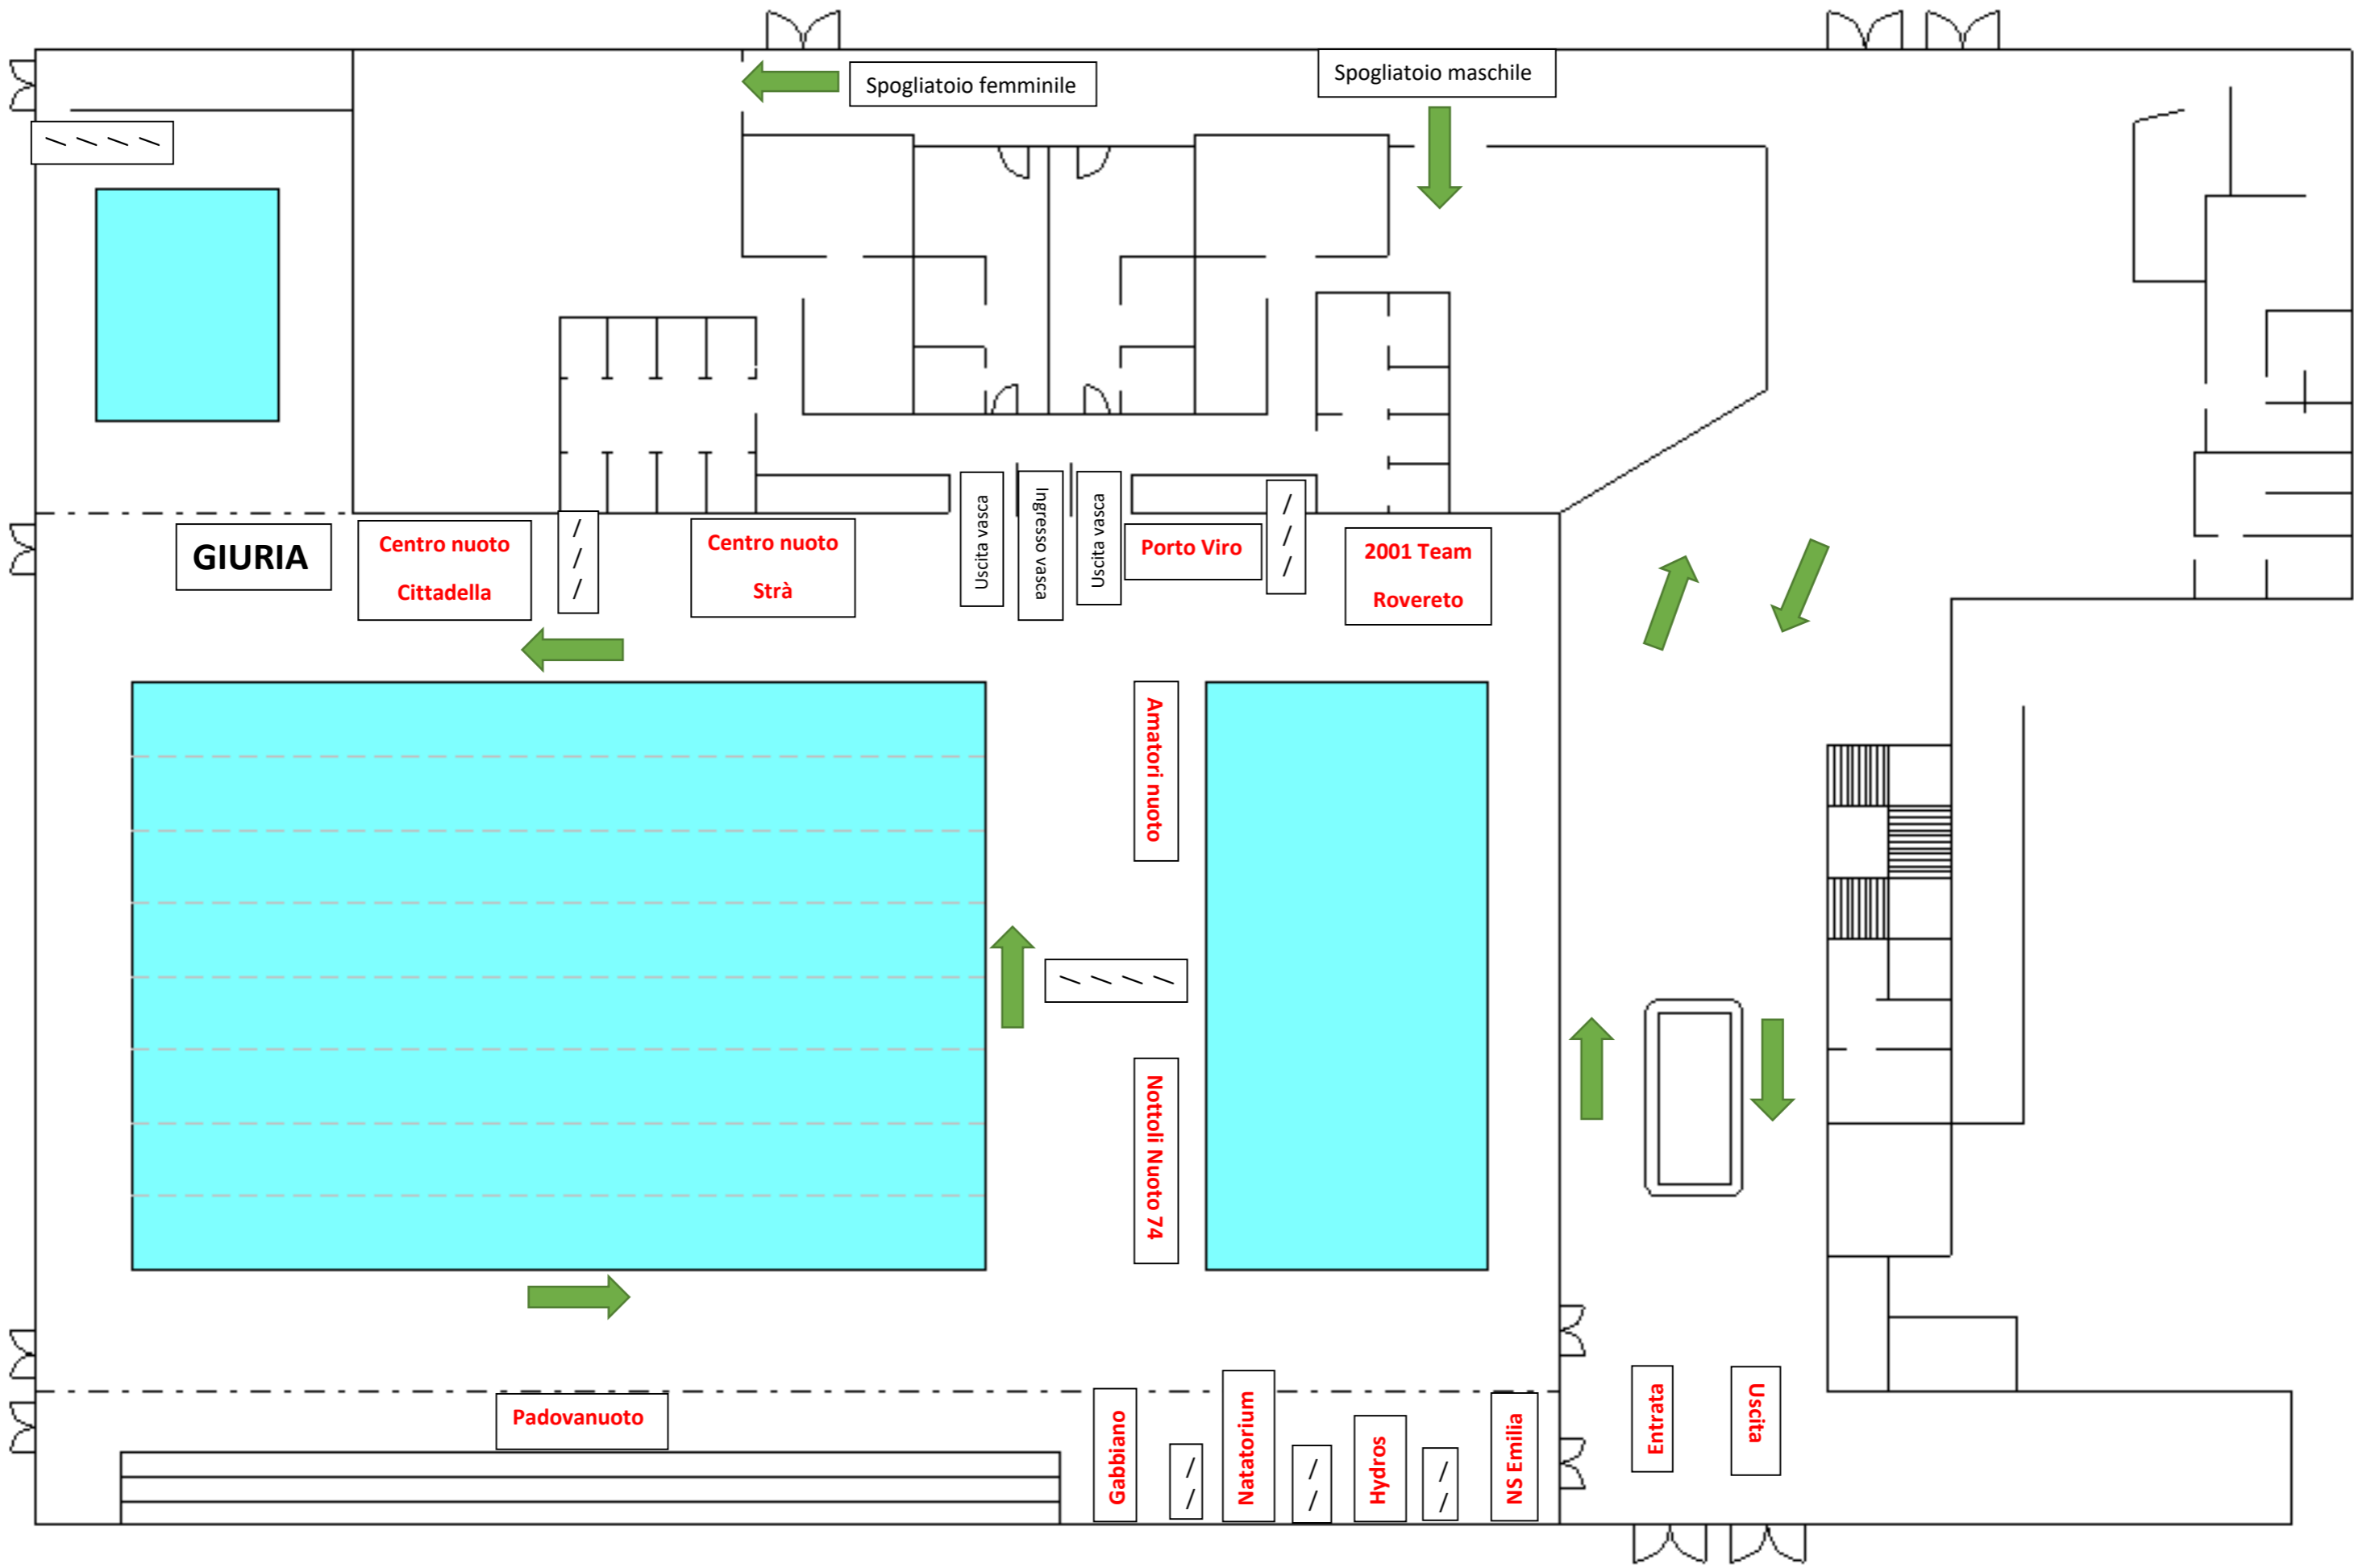 Spogliatoio femminile
Spogliatoio maschile
\ \ \ \
GIURIA
Centro nuoto
Cittadella
/ / /
Centro nuoto
Strà
Uscita vasca
Ingresso vasca
Uscita vasca
Porto Viro
/ / /
2001 Team
Rovereto
Amatori nuoto
\ \ \ \
Nottoli Nuoto 74
Padovanuoto
Gabbiano
/ /
Natatorium
/ /
Hydros
/ /
NS Emilia
Entrata
Uscita